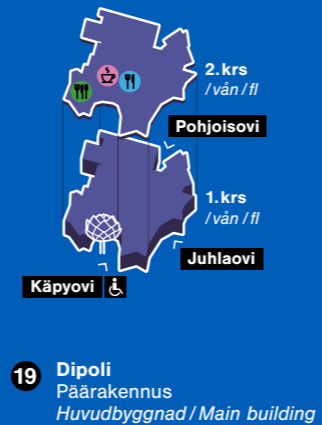 2.krs
/vån/fl
Pohjoisovi
1.krs
/vån/fl
Juhlaovi
Käpyovi
19 Dipoli
Päärakennus
Huvudbyggnad/Main building